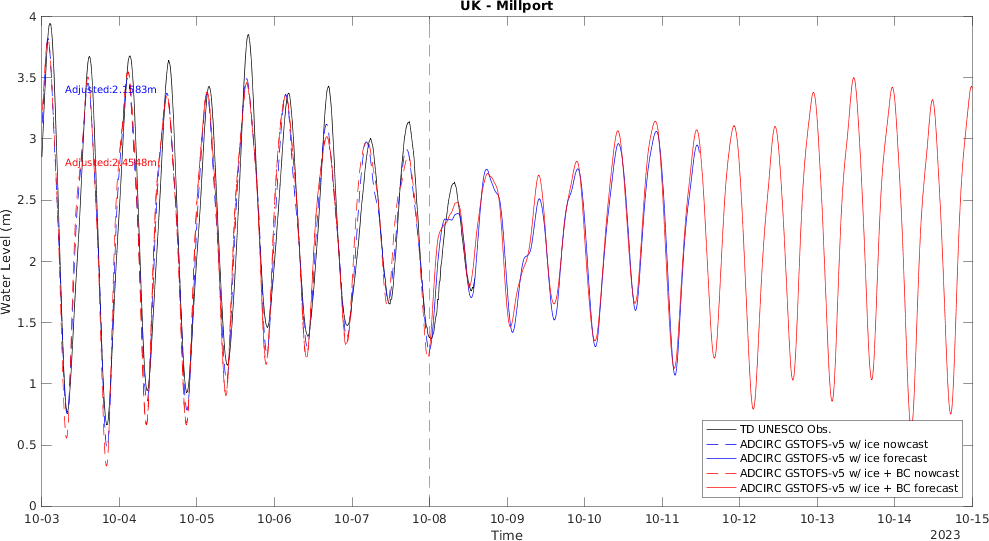 UK - Millport
4
3.5
3
2.5
2
1.5
1
0.5
0
Water Level (m)
Adjusted:2.1583m
Adjusted:2.4548m
TD UNESCO Obs.
ADCIRC GSTOFS-v5 w/ ice nowcast
ADCIRC GSTOFS-v5 w/ ice forecast
ADCIRC GSTOFS-v5 w/ ice + BC nowcast
ADCIRC GSTOFS-v5 w/ ice + BC forecast
10-03 10-04 10-05 10-06 10-07 10-08 10-09 10-10 10-11 10-12 10-13 10-14 10-15
Time
2023